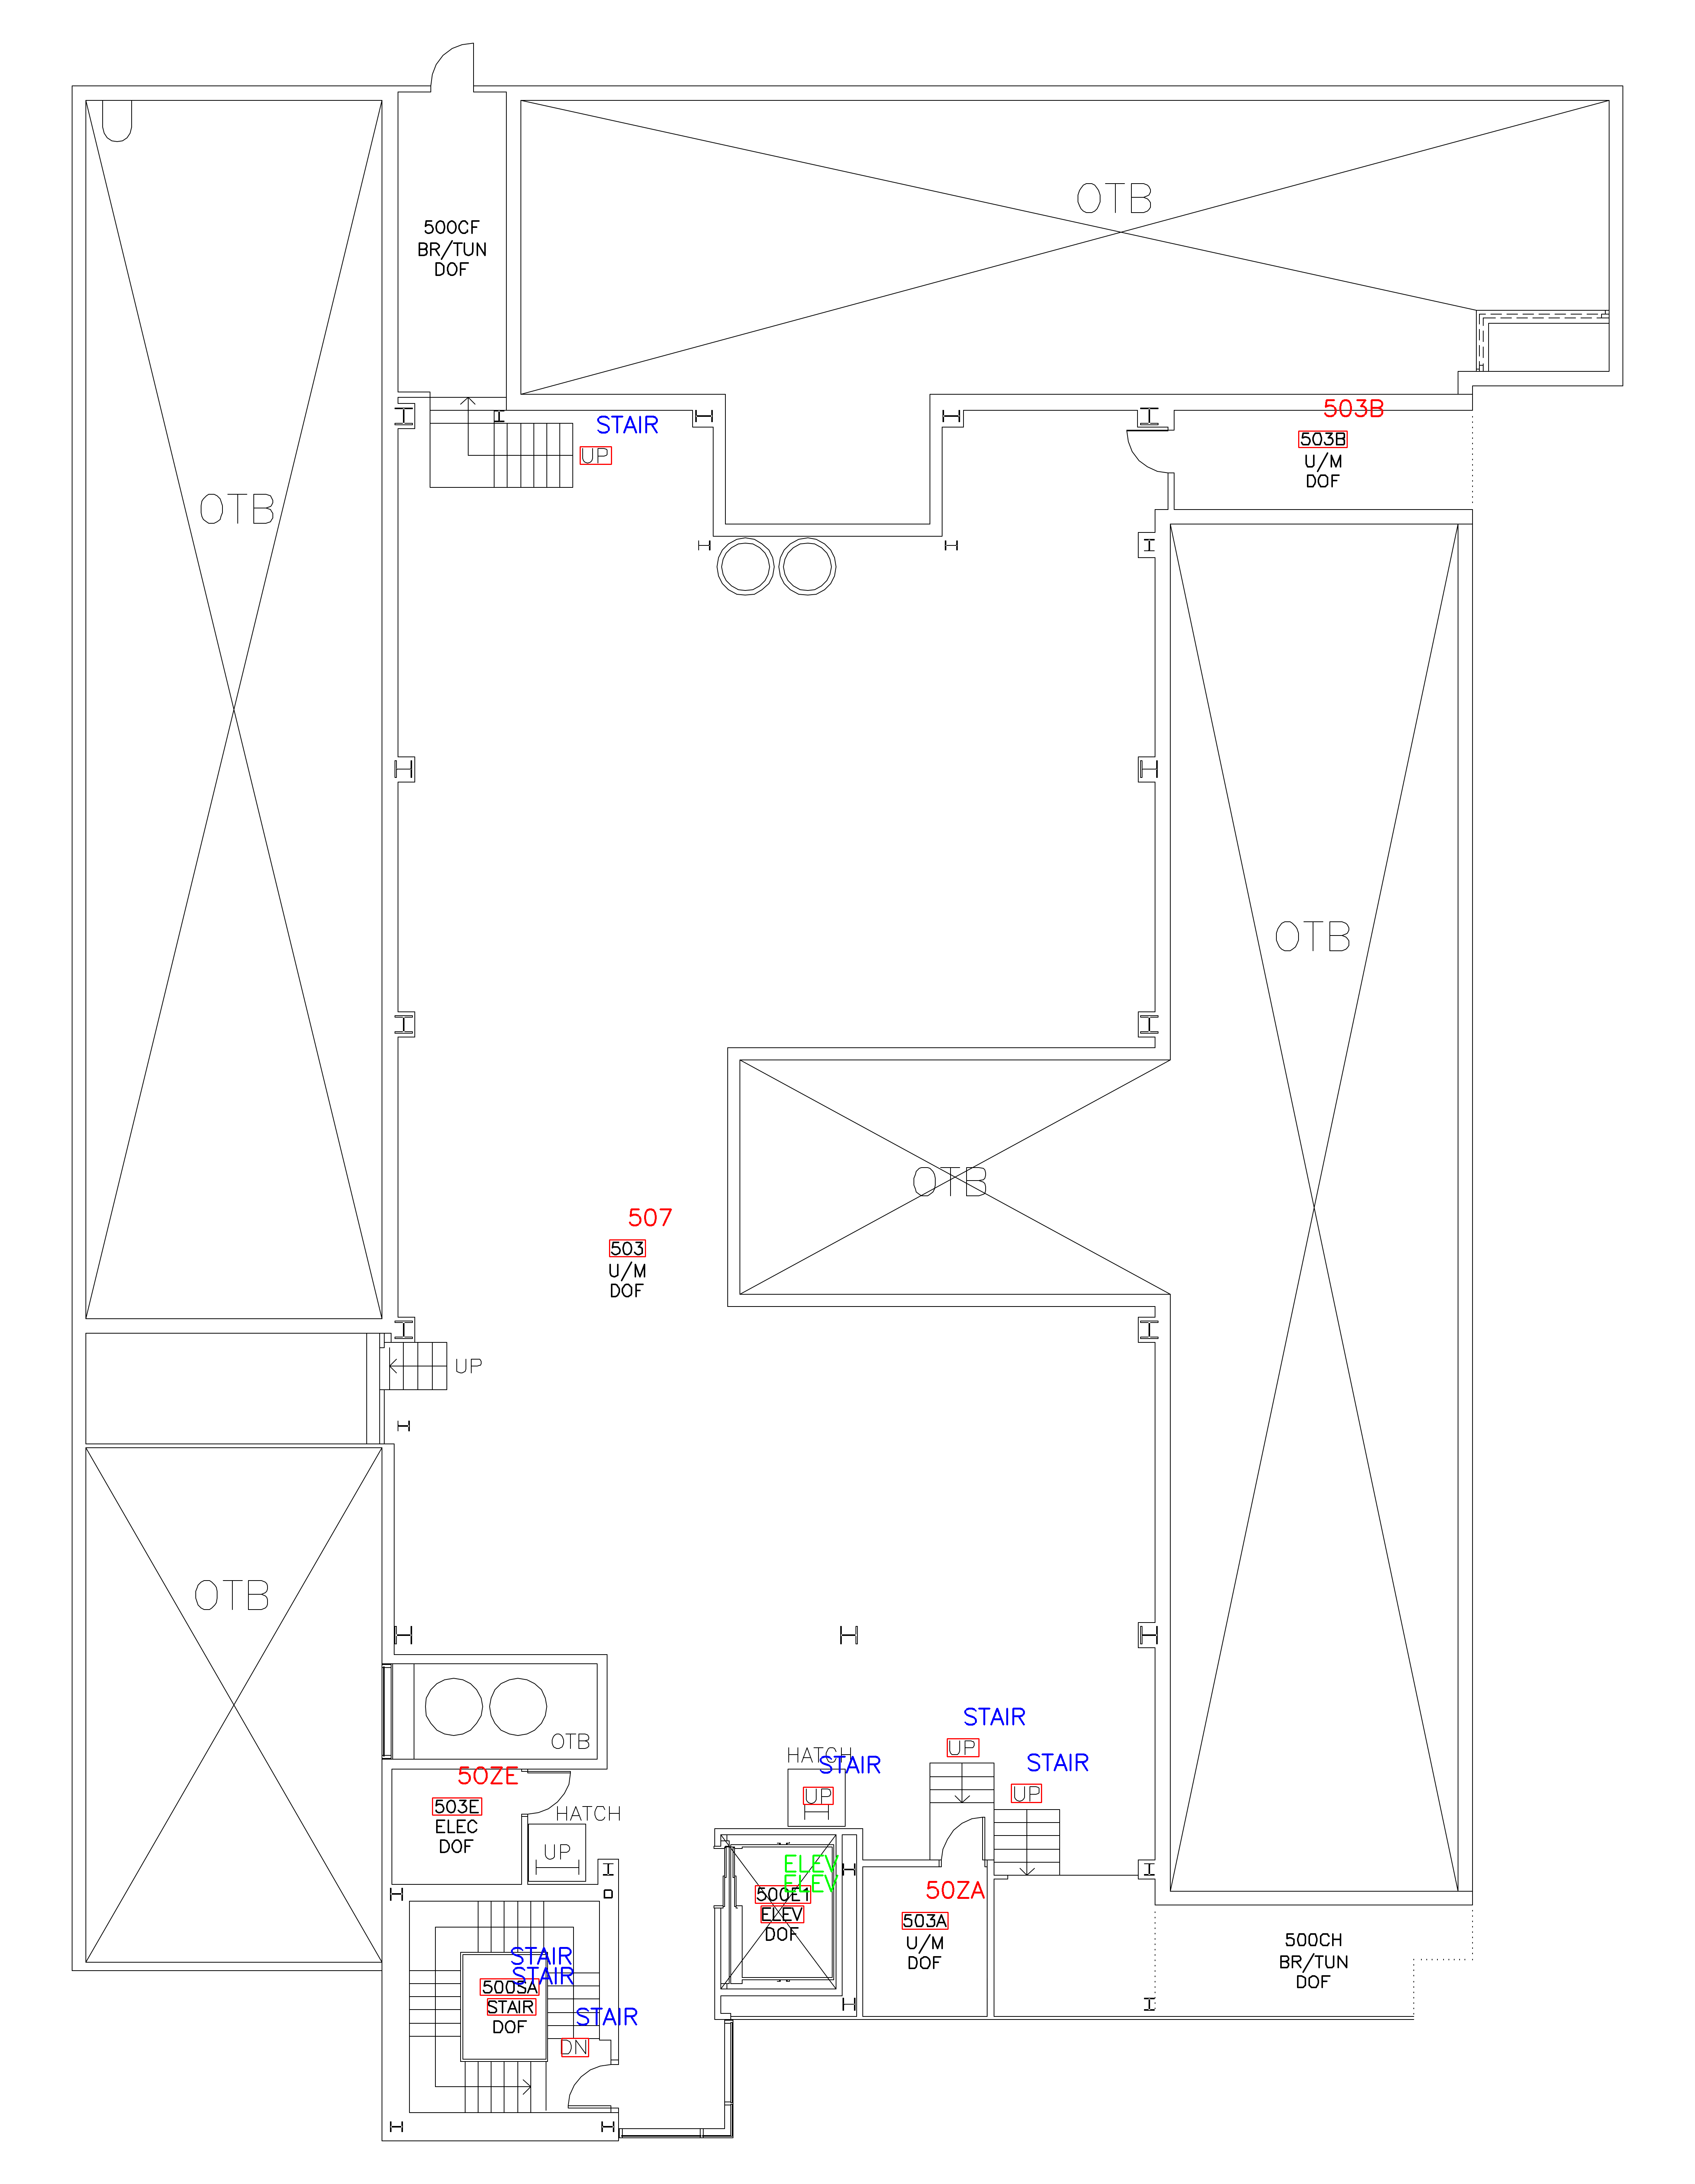 OTB
500CF
BR/TUN
DOF
503B
STAIR
503B
UP
U/M
DOF
OTB
OTB
OTB
507
503
U/M
DOF
UP
OTB
STAIR
UP
HATCH
STAIR
STAIR
OTB
UP
UP
50ZE
503E
ELEC
DOF
HATCH
UP
ELEV
ELEV
500E1
ELEV
DOF
50ZA
503A
U/M
DOF
500CH
BR/TUN
DOF
STAIR
STAIR
500SA
STAIR
DOF
STAIR
DN